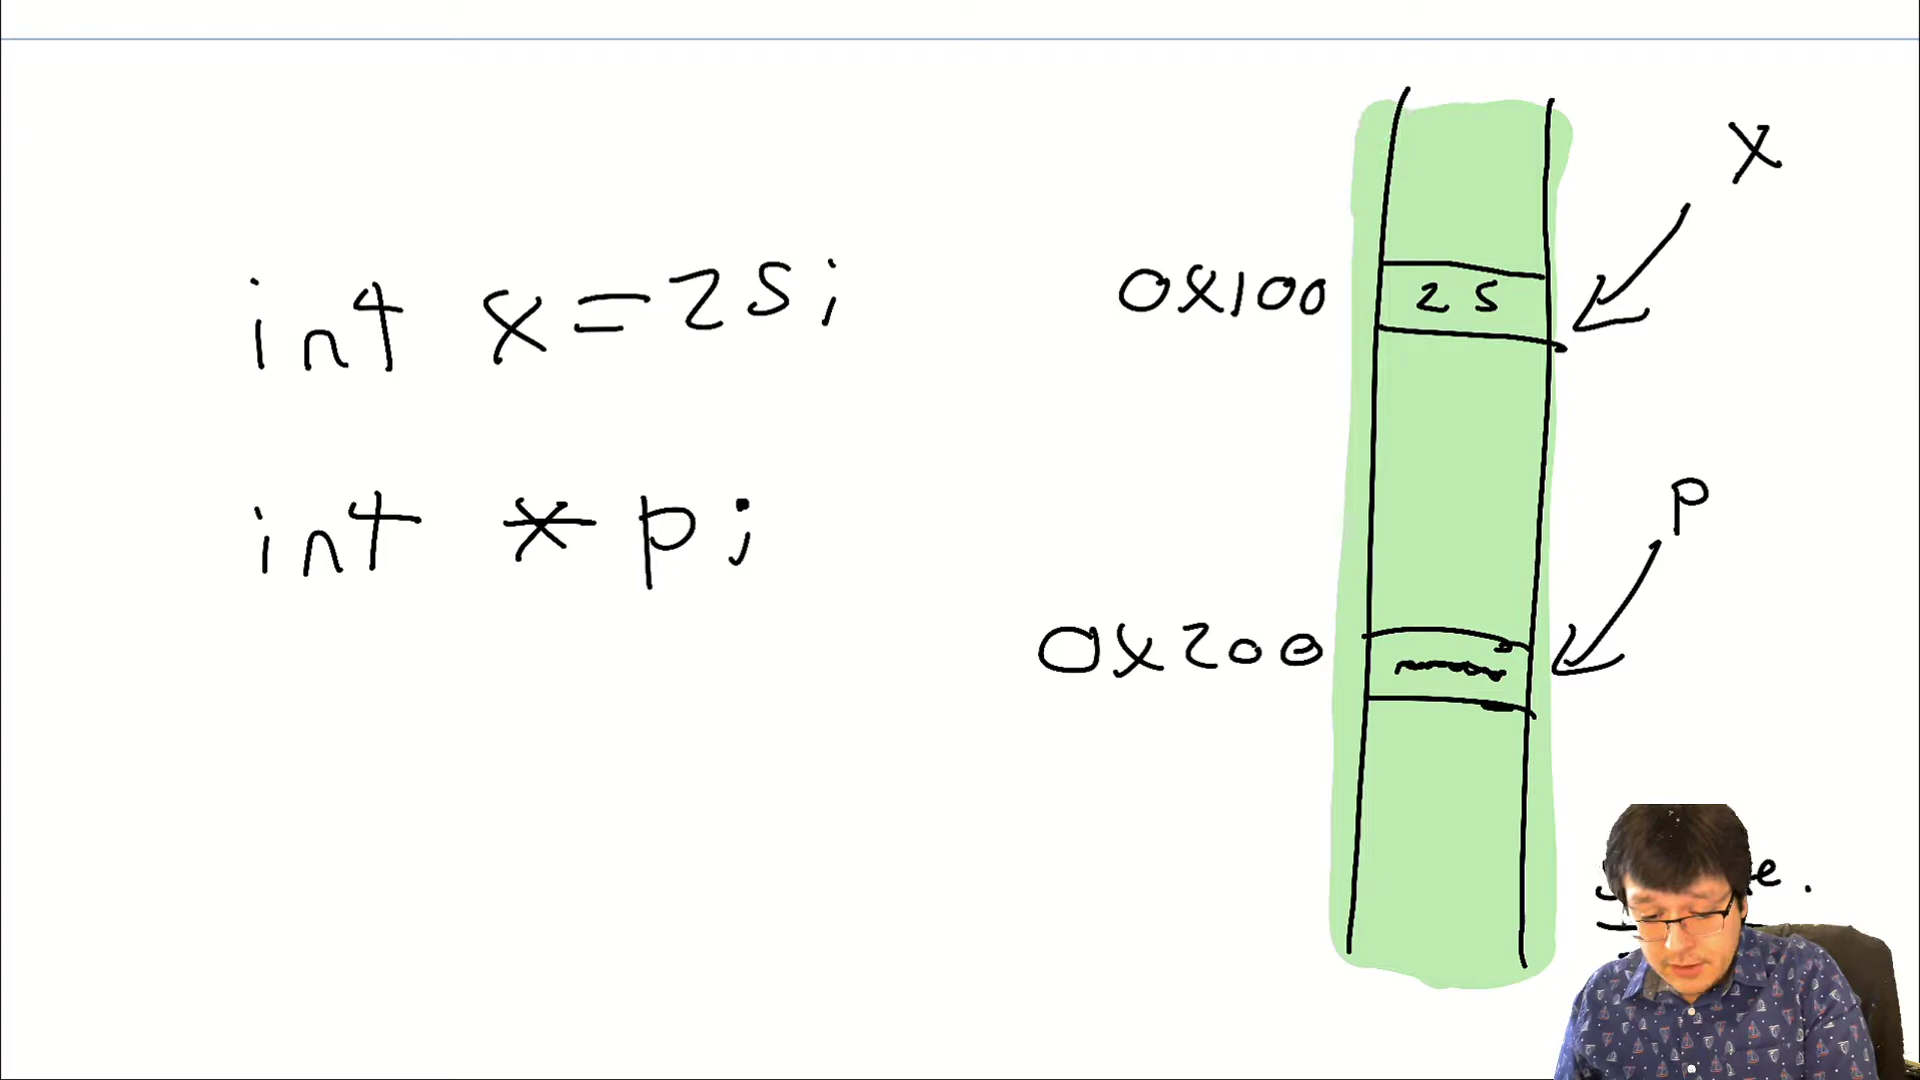 int x=25;
int * p;
x
0x100 25
p
0x200